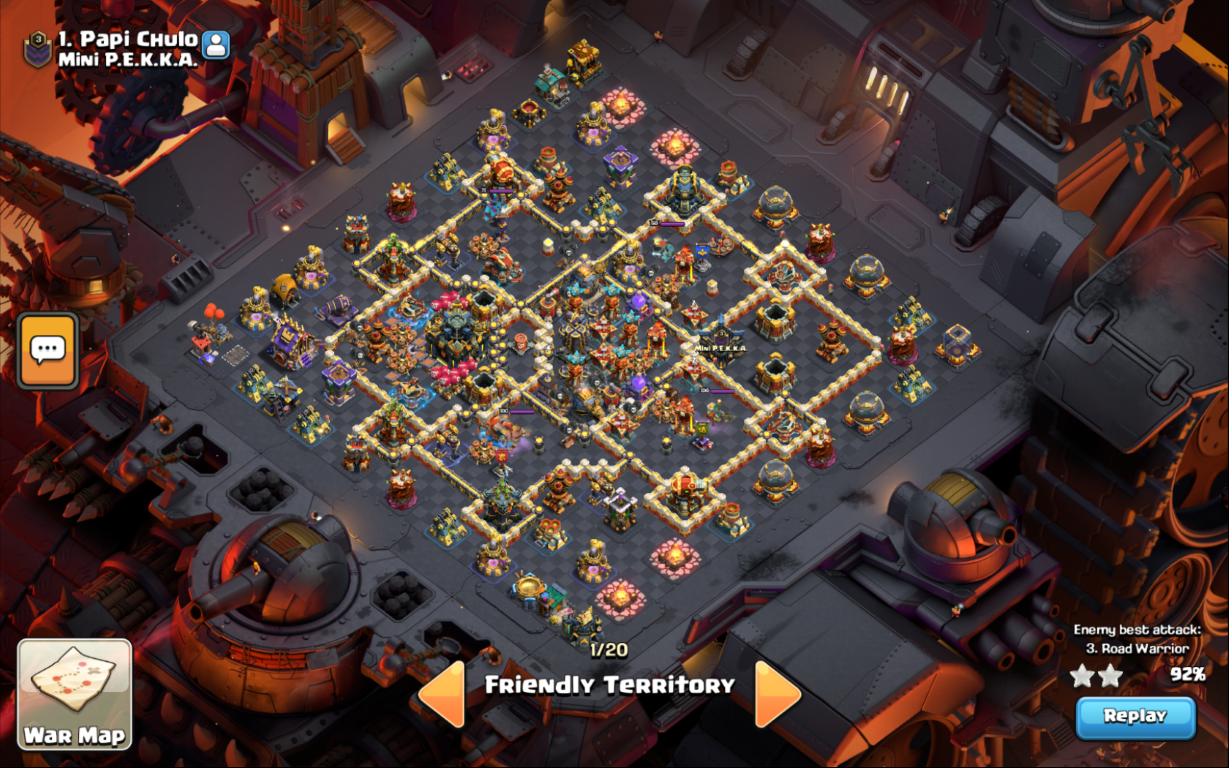 3
1. Papi Chulo
Mini P.E.K.K.A.
Mini P.E.K.K.A.
1/20
Friendly Territory
War Map
Enemy best attack:
3. Road Warrior
92%
Replay